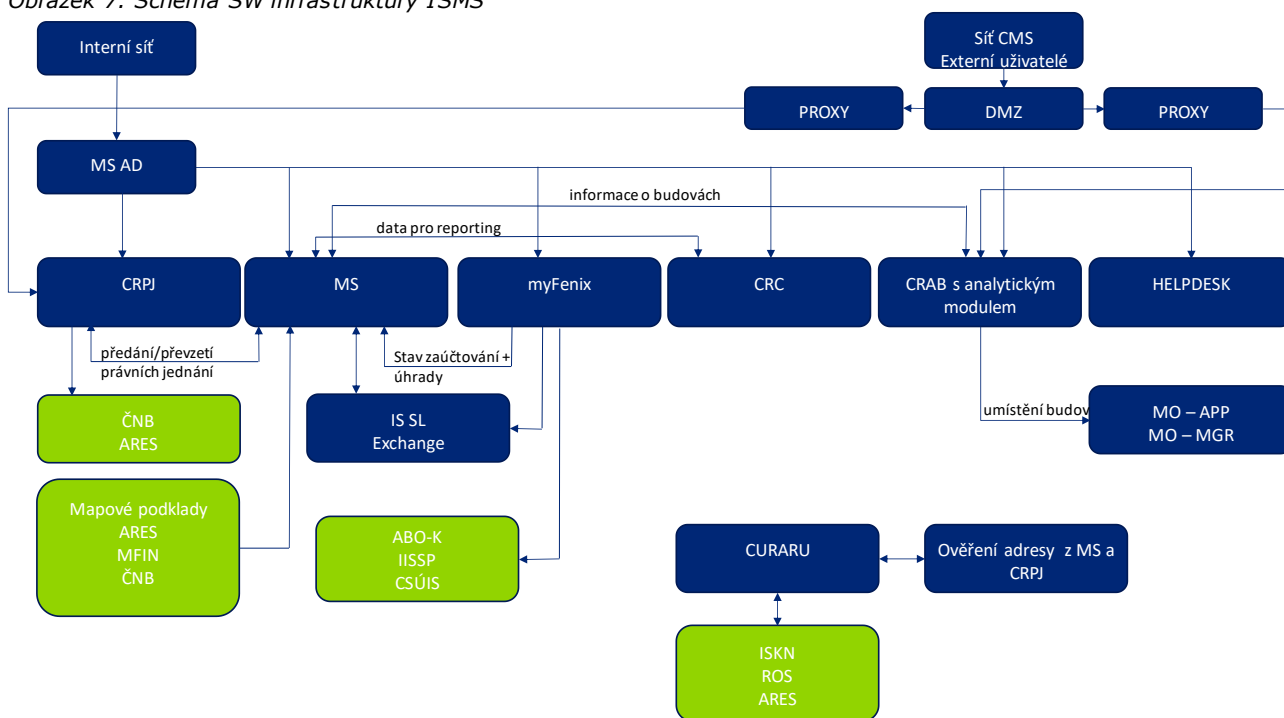 Obrázek 7: Schéma SW infrastruktury ISMS
Interní síť
Síť CMS
Externí uživatelé
PROXY
DMZ
PROXY
MS AD
informace o budovách
data pro reporting
CRPJ
MS
myFenix
CRC
CRAB s analytickým
modulem
HELPDESK
předání/převzetí
právních jednání
Stav zaúčtování +
úhrady
ČNB
ARES
IS SL
Exchange
umístění budov
MO – APP
MO – MGR
Mapové podklady
ARES
MFIN
ČNB
ABO-K
IISSP
CSÚIS
CURARU
Ověření adresy z MS a
CRPJ
ISKN
ROS
ARES